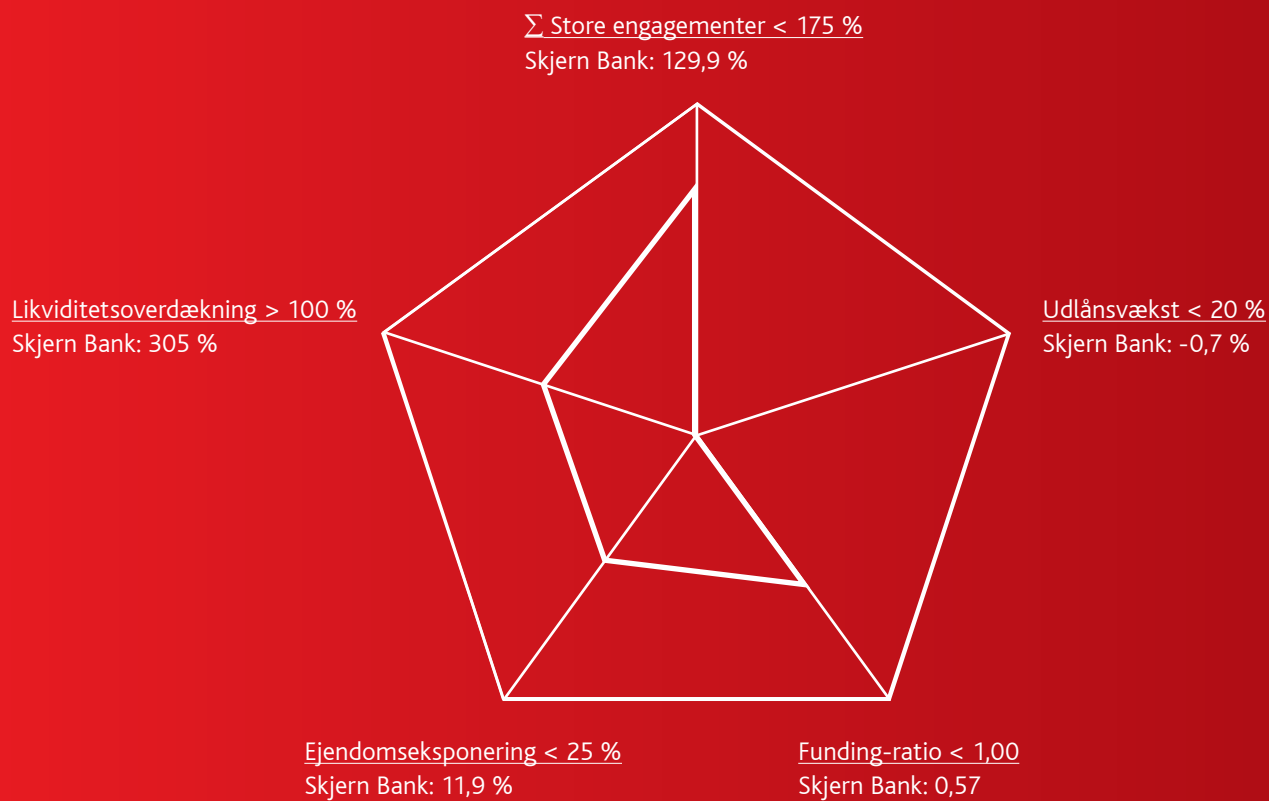 ∑ Store engagementer < 175 %
Skjern Bank: 129,9 %
Likviditetsoverdækning > 100 %
Skjern Bank: 305 %
Udlånsvækst < 20 %
Skjern Bank: -0,7 %
Ejendomseksponering < 25 %
Skjern Bank: 11,9 %
Funding-ratio < 1,00
Skjern Bank: 0,57